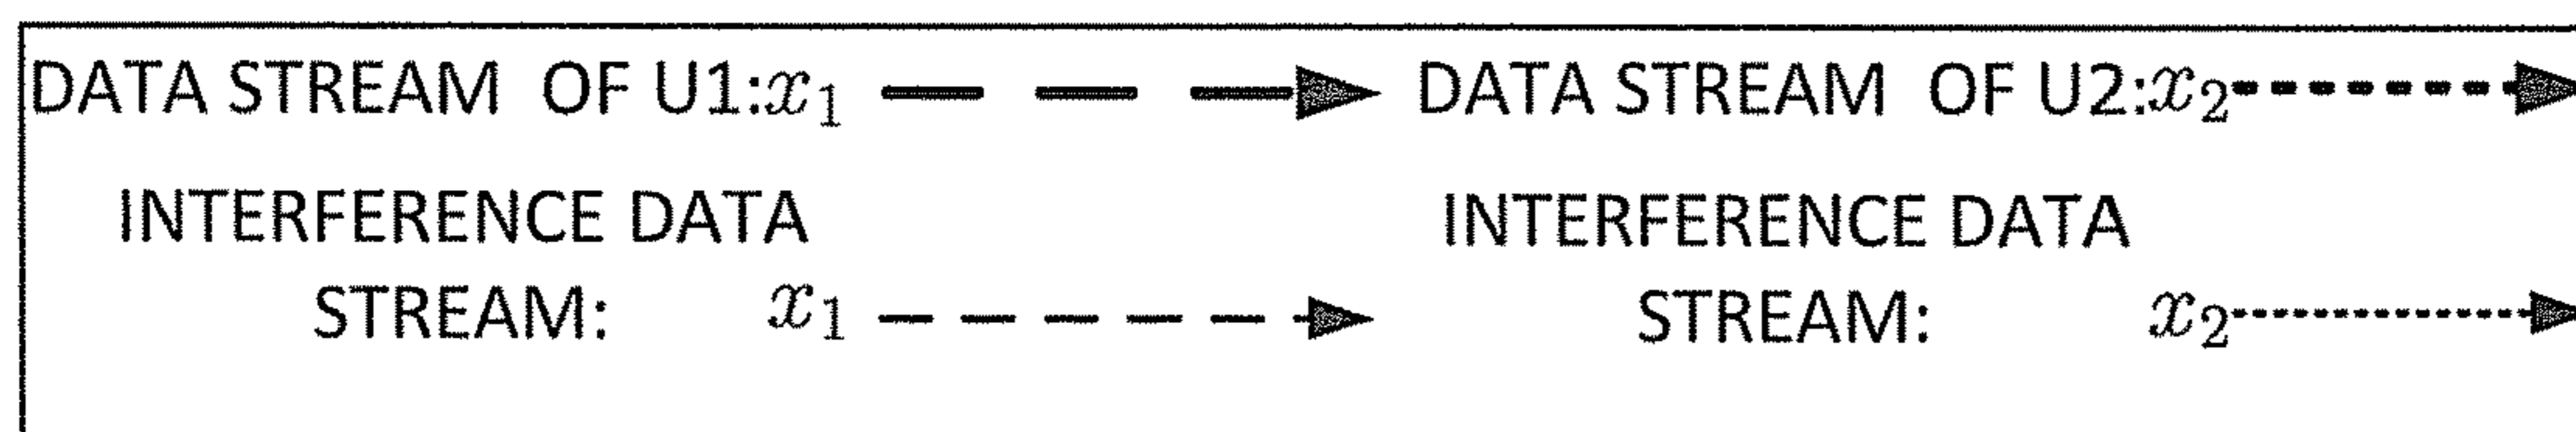 DATA STREAM OF U1:x₁ DATA STREAM OF U2:x₂
INTERFERENCE DATA INTERFERENCE DATA
STREAM: x₁ STREAM: x₂